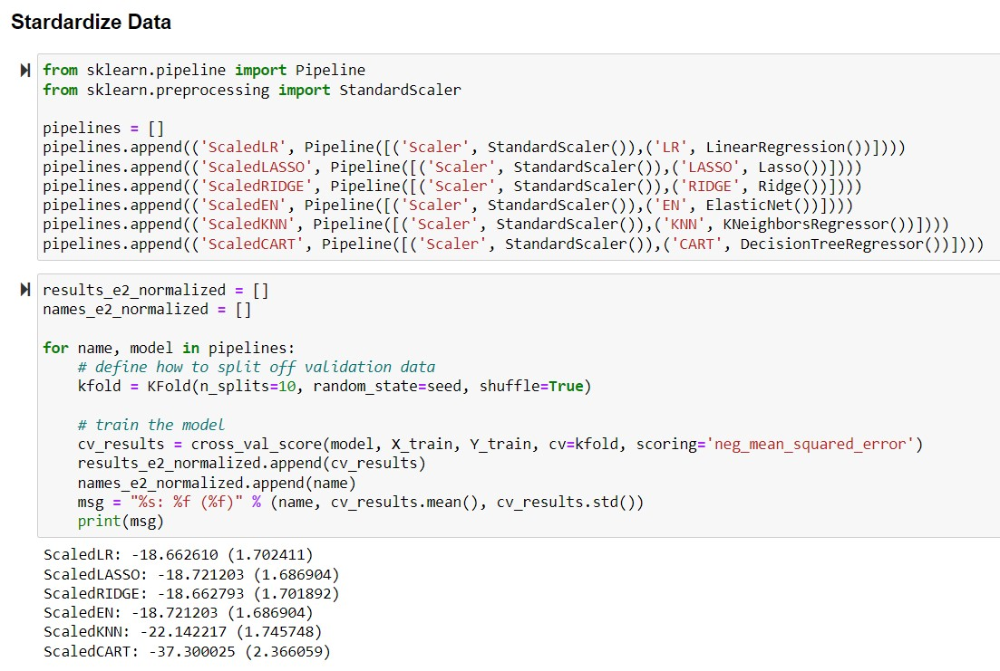 Stardardize Data
from sklearn.pipeline import Pipeline
from sklearn.preprocessing import StandardScaler
pipelines = []
pipelines.append(('ScaledLR', Pipeline([('Scaler', StandardScaler()),('LR', LinearRegression())])))
pipelines.append(('ScaledLASSO', Pipeline([('Scaler', StandardScaler()),('LASSO', Lasso())])))
pipelines.append(('ScaledRIDGE', Pipeline([('Scaler', StandardScaler()),('RIDGE', Ridge())])))
pipelines.append(('ScaledEN', Pipeline([('Scaler', StandardScaler()),('EN', ElasticNet())])))
pipelines.append(('ScaledKNN', Pipeline([('Scaler', StandardScaler()),('KNN', KNeighborsRegressor())])))
pipelines.append(('ScaledCART', Pipeline([('Scaler', StandardScaler()),('CART', DecisionTreeRegressor())])))
results_e2_normalized = []
names_e2_normalized = []
for name, model in pipelines:
    # define how to split off validation data
    kfold = KFold(n_splits=10, random_state=seed, shuffle=True)
    # train the model
    cv_results = cross_val_score(model, X_train, Y_train, cv=kfold, scoring='neg_mean_squared_error')
    results_e2_normalized.append(cv_results)
    names_e2_normalized.append(name)
    msg = "%s: %f (%f)" % (name, cv_results.mean(), cv_results.std())
    print(msg)
ScaledLR: -18.662610 (1.702411)
ScaledLASSO: -18.721203 (1.686904)
ScaledRIDGE: -18.662793 (1.701892)
ScaledEN: -18.721203 (1.686904)
ScaledKNN: -22.142217 (1.745748)
ScaledCART: -37.300025 (2.366059)